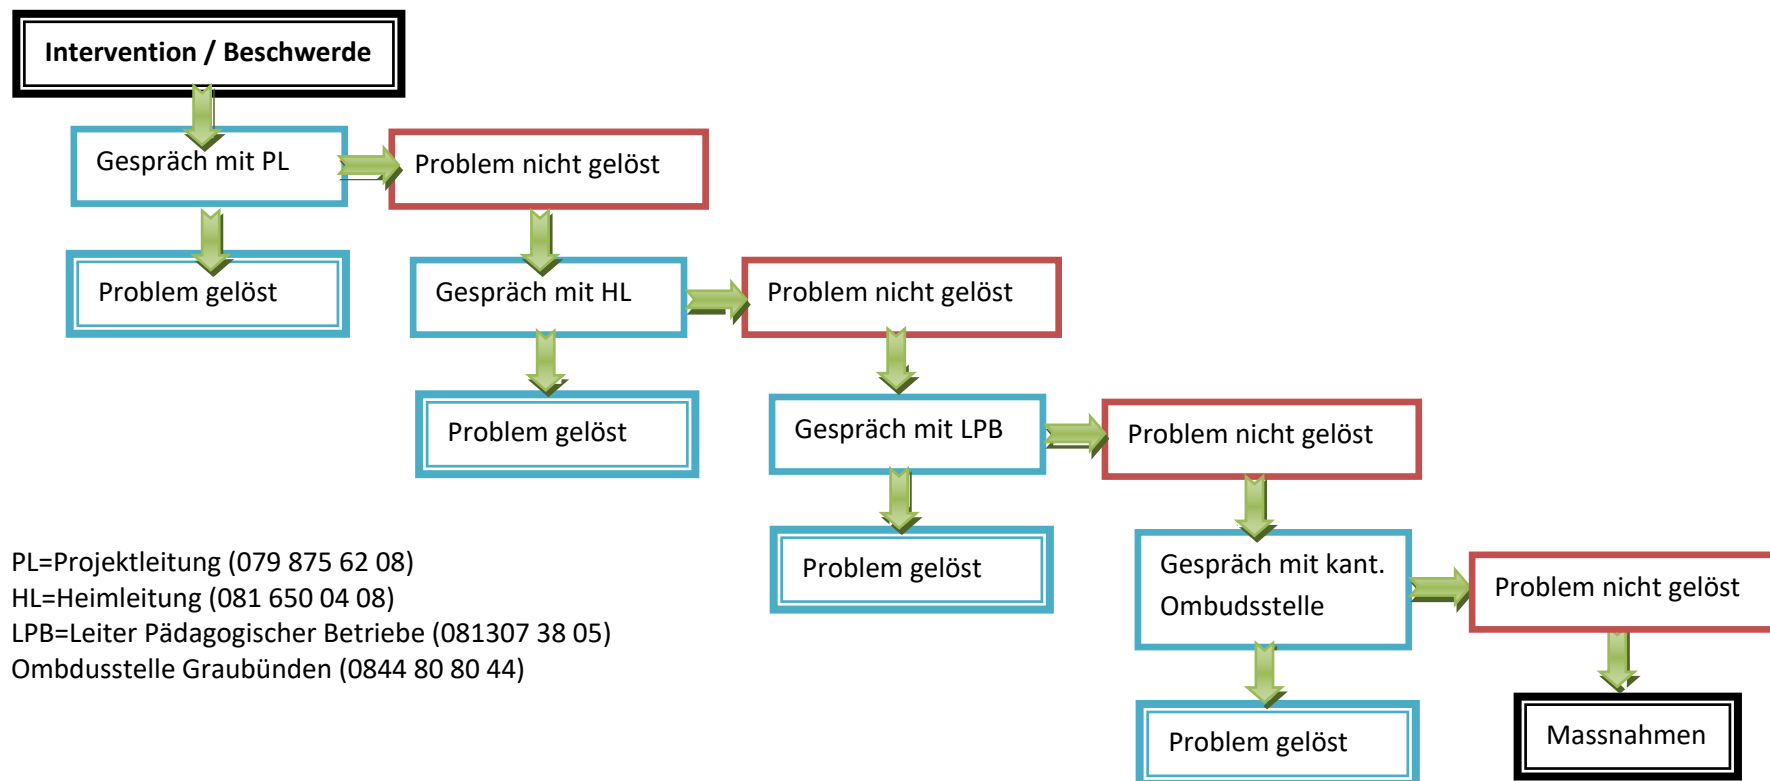 Intervention / Beschwerde
Gespräch mit PL
Problem nicht gelöst
Problem gelöst
Gespräch mit HL
Problem nicht gelöst
Problem gelöst
Gespräch mit LPB
Problem nicht gelöst
Problem gelöst
Gespräch mit kant.
Ombudsstelle
Problem nicht gelöst
Problem gelöst
Massnahmen
PL=Projektleitung (079 875 62 08)
HL=Heimleitung (081 650 04 08)
LPB=Leiter Pädagogischer Betriebe (081307 38 05)
Ombdusstelle Graubünden (0844 80 80 44)